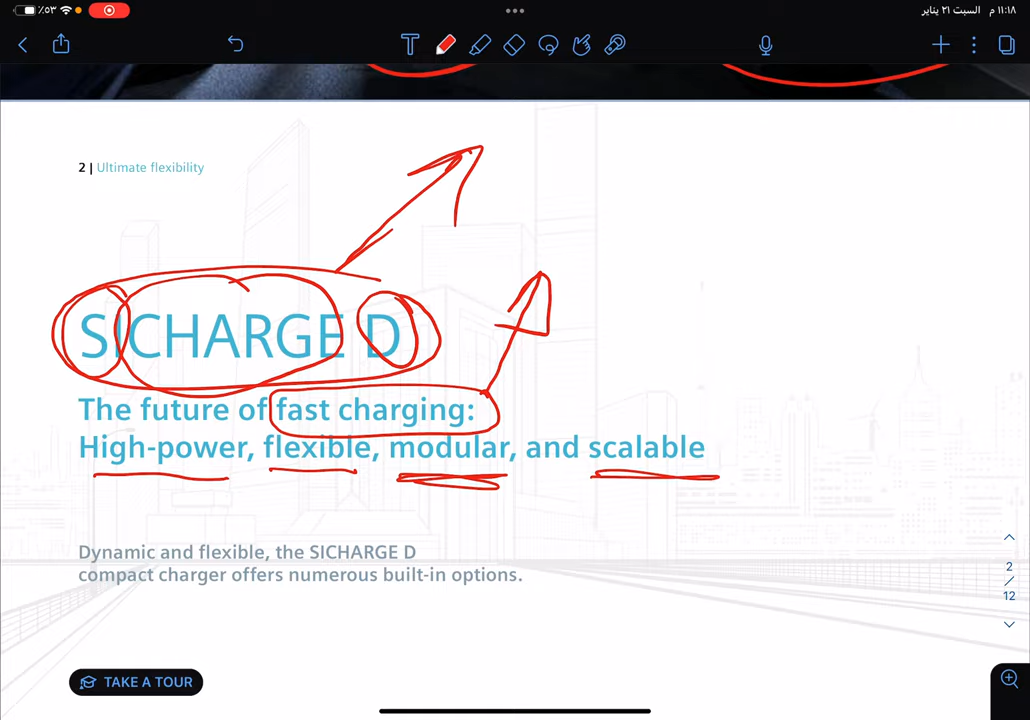 ٥٣٪
١١:١٨ م السبت ٢١ يناير
2 | Ultimate flexibility
SICHARGE D
The future of fast charging:
High-power, flexible, modular, and scalable
Dynamic and flexible, the SICHARGE D
compact charger offers numerous built-in options.
2
/
12
TAKE A TOUR